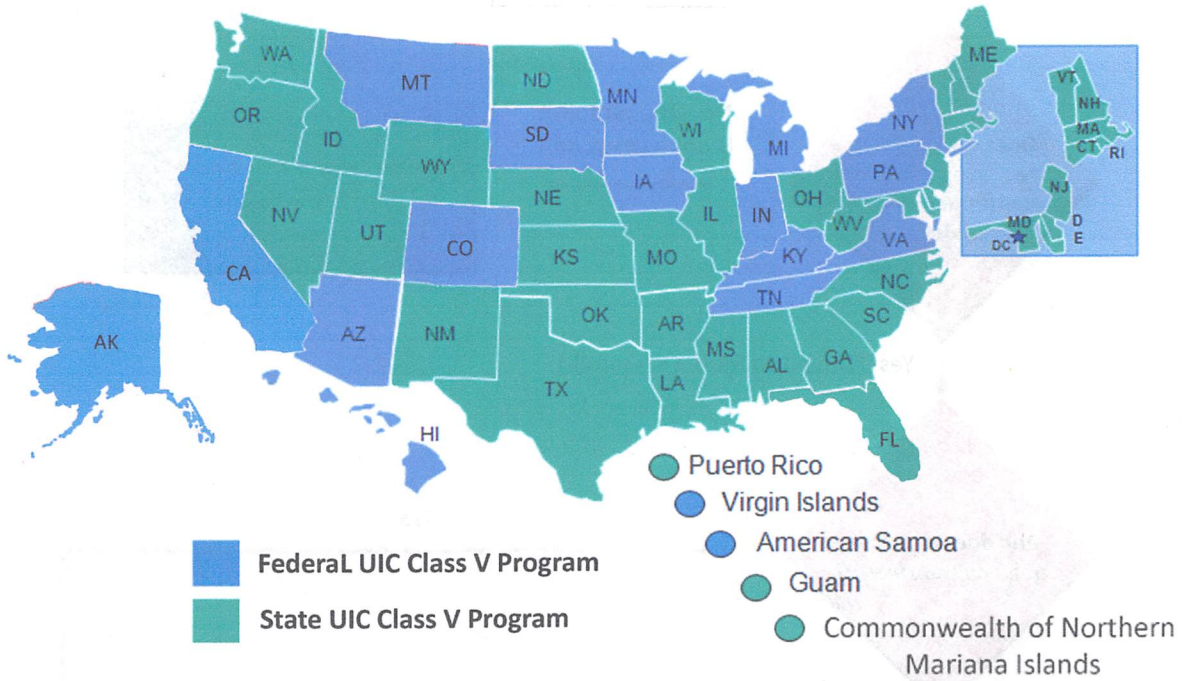 WA
MT
ND
MN
ME
VT
NH
MA
CT
RI
OR
ID
SD
WI
MI
NY
WY
IA
PA
NE
NJ
NV
UT
CO
IL
IN
OH
WV
VA
MD
D
E
DC
CA
KS
MO
KY
NC
TN
AK
AZ
NM
OK
AR
SC
MS
AL
GA
TX
LA
FL
HI
Puerto Rico
Virgin Islands
American Samoa
Guam
Commonwealth of Northern
Mariana Islands
FederaL UIC Class V Program
State UIC Class V Program